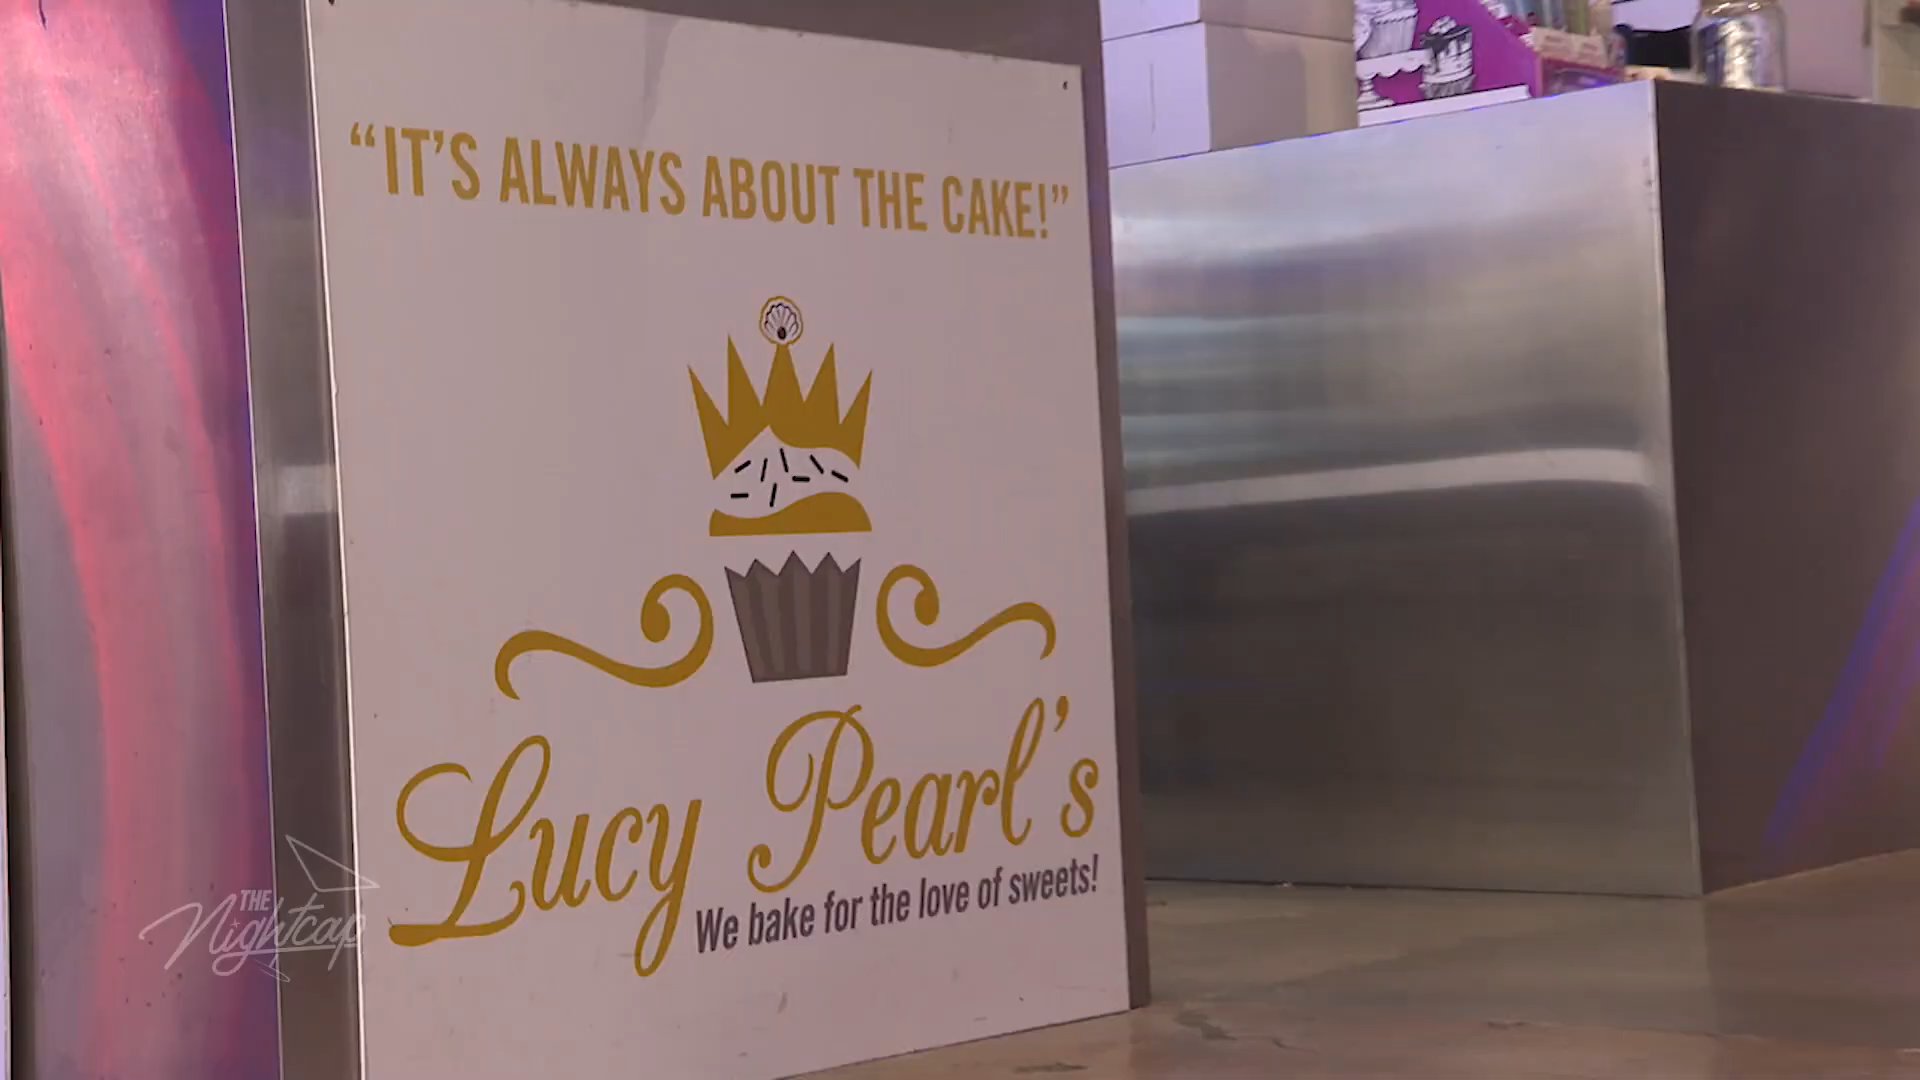 “IT’S ALWAYS ABOUT THE CAKE!”
Lucy Pearl’s
We bake for the love of sweets!
THE
Nightcap